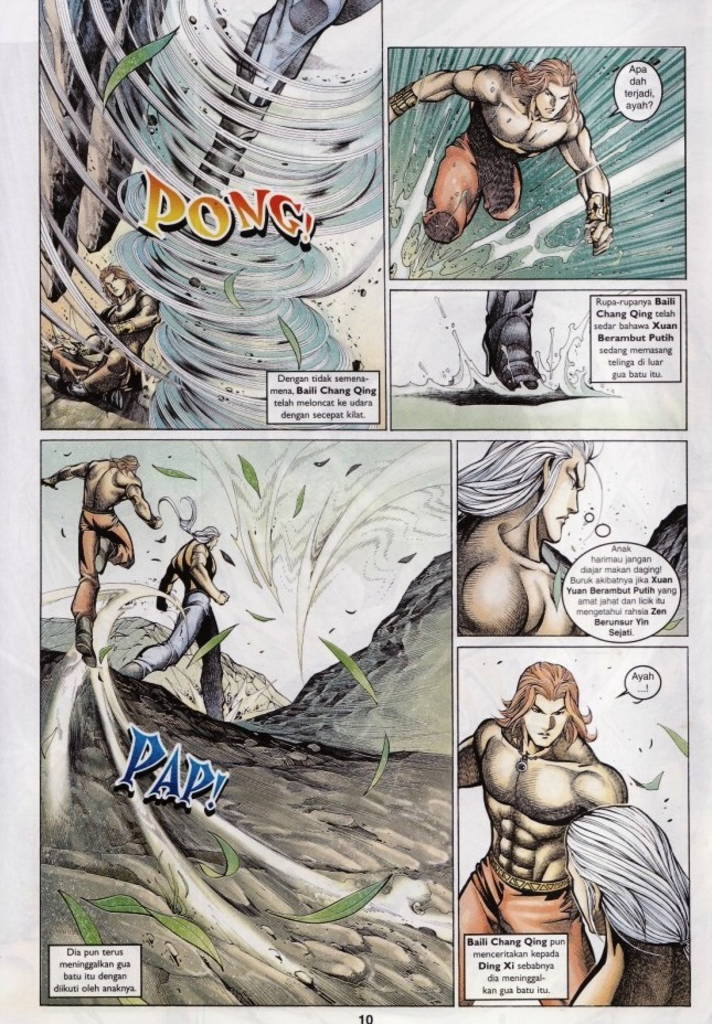 PONG!
Dengan tidak semena-
mena, Baili Chang Qing
telah meloncat ke udara
dengan secepat kilat.
Apa
dah
terjadi,
ayah?
Rupa-rupanya Baili
Chang Qing telah
sedar bahawa Xuan
Berambut Putih
sedang memasang
telinga di luar
gua batu itu.
PAP!
Dia pun terus
meninggalkan gua
batu itu dengan
diikuti oleh anaknya.
Anak
harimau jangan
diajar makan daging!
Buruk akibatnya jika Xuan
Yuan Berambut Putih yang
amat jahat dan licik itu
mengetahui rahsia Zen
Berunsur Yin
Sejati.
Ayah
...!
Baili Chang Qing pun
menceritakan kepada
Ding Xi sebabnya
dia meninggal-
kan gua batu itu.
10